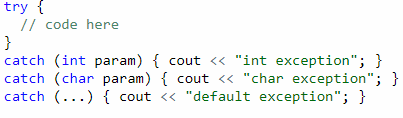 try {
  // code here
}
catch (int param) { cout << "int exception"; }
catch (char param) { cout << "char exception"; }
catch (...) { cout << "default exception"; }